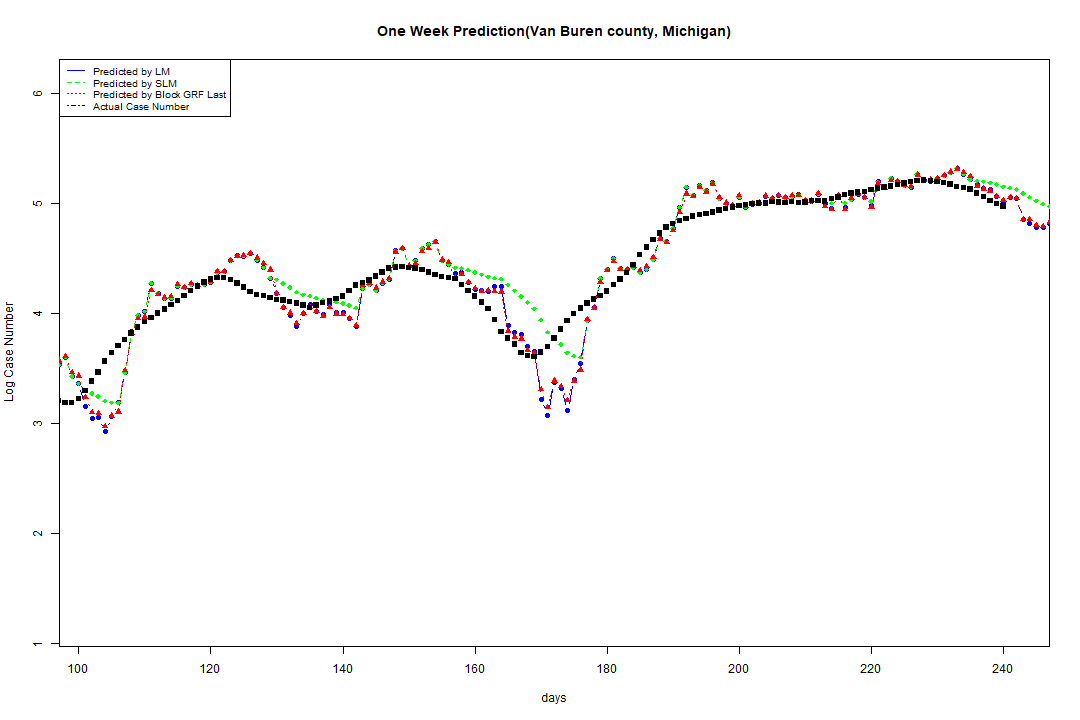 One Week Prediction(Van Buren county, Michigan)
Predicted by LM
Predicted by SLM
Predicted by Block GRF Last
Actual Case Number
6
5
4
3
2
1
Log Case Number
100 120 140 160 180 200 220 240
days